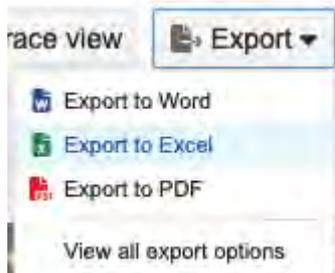 race view Export
Export to Word
Export to Excel
Export to PDF
View all export options